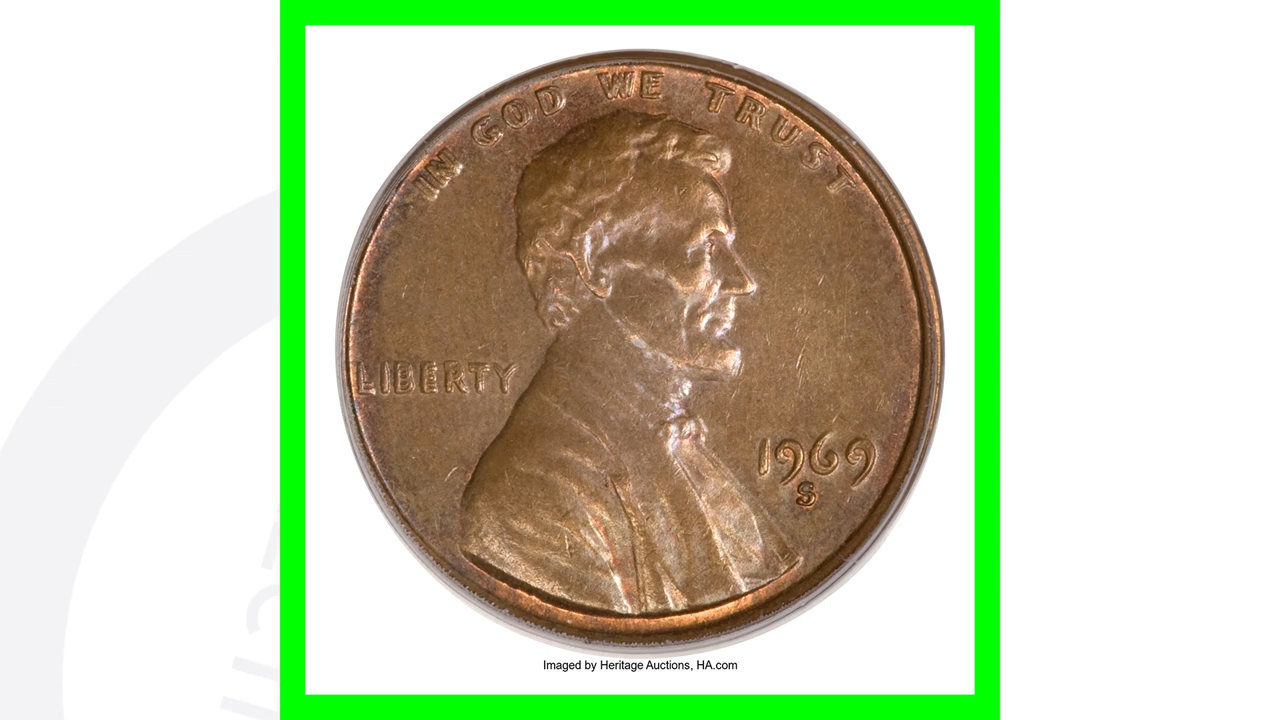 IN GOD WE TRUST
LIBERTY
1969
S
Imaged by Heritage Auctions, HA.com